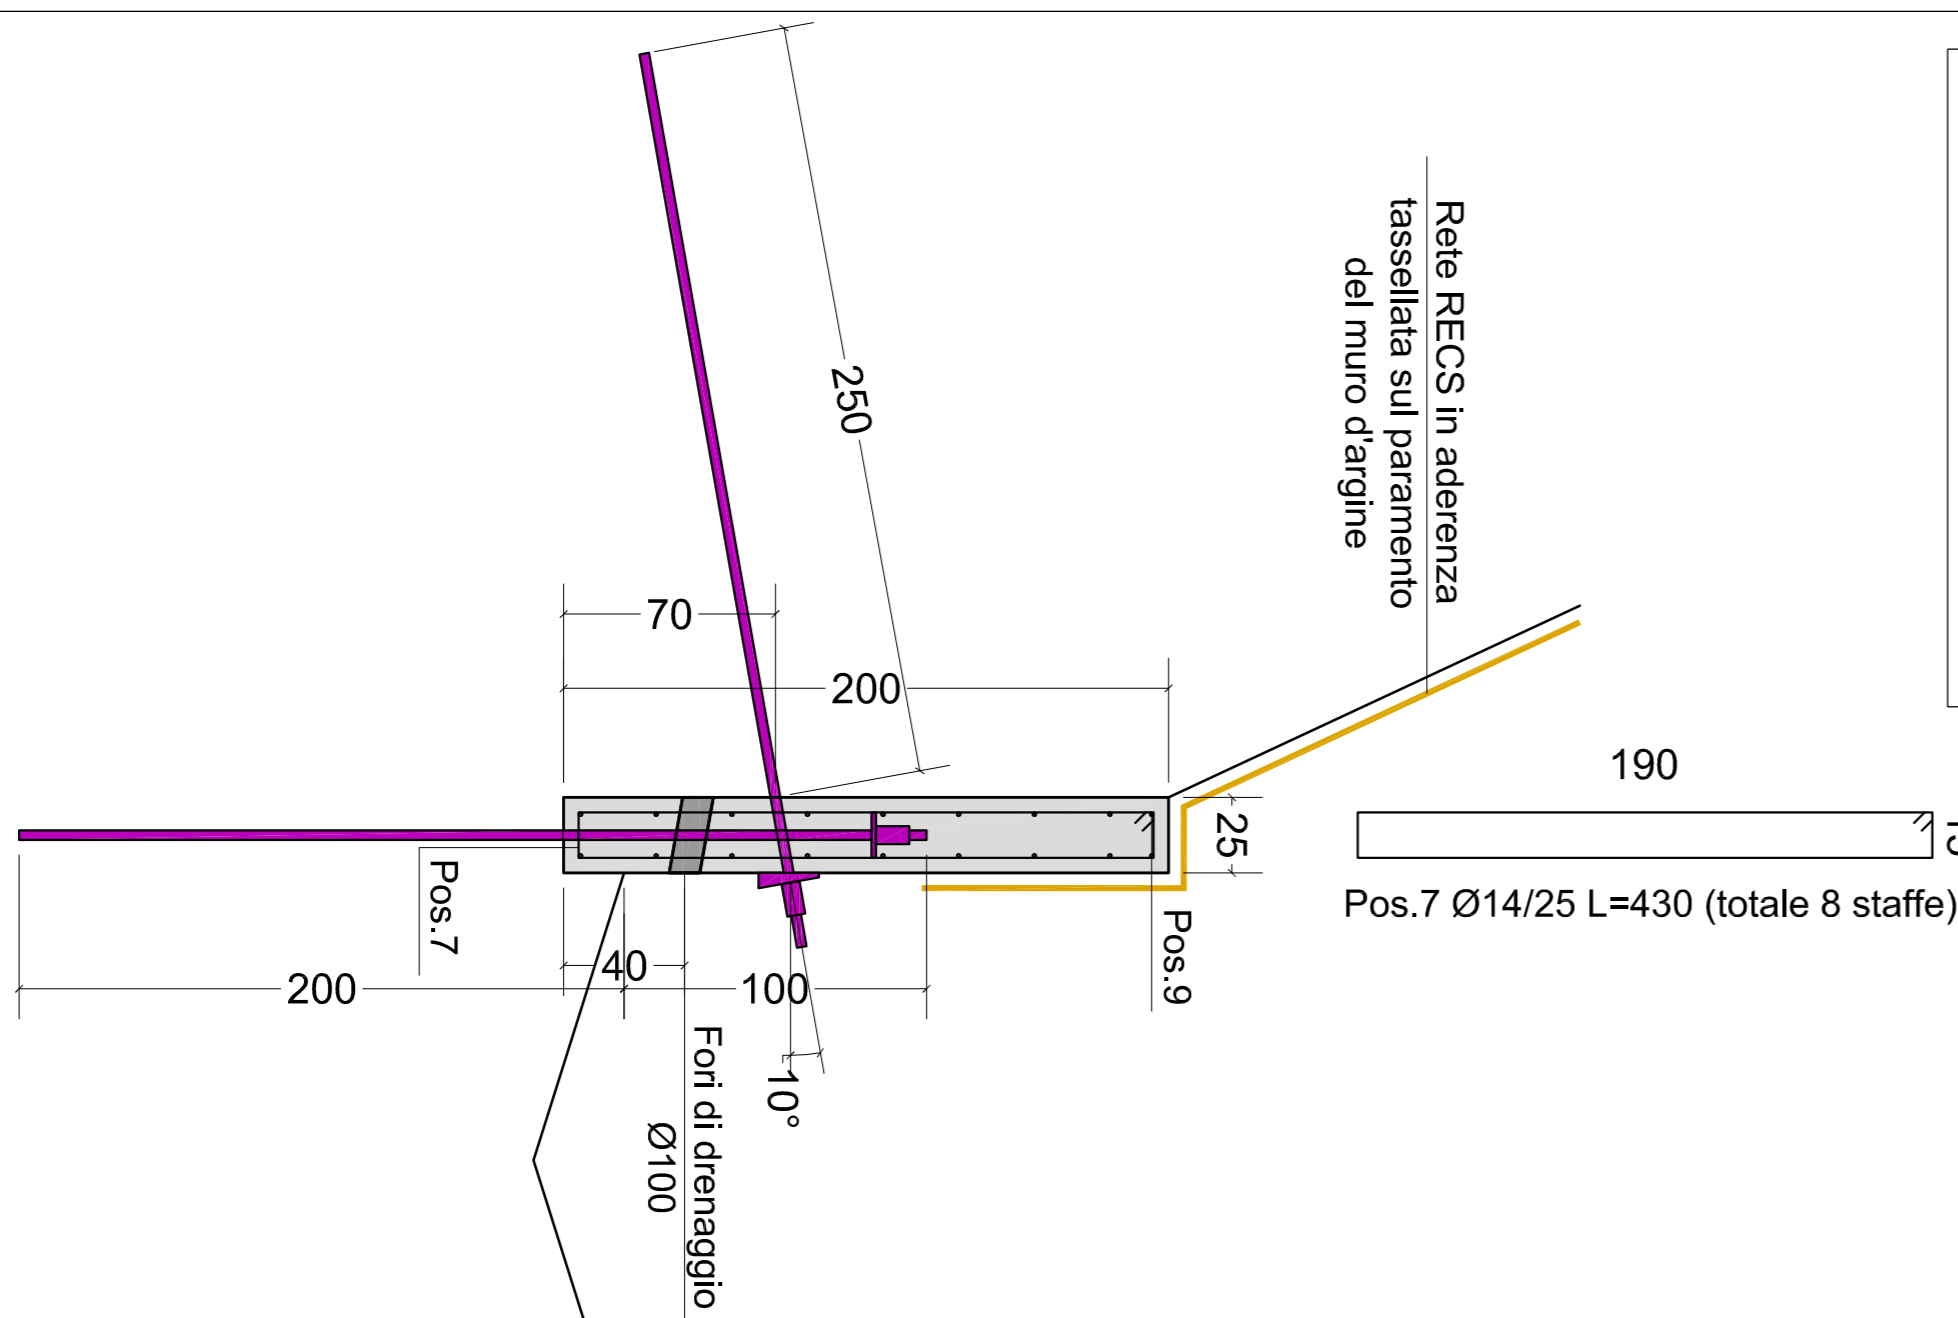 Rete RECS in aderenza
tassellata sul paramento
del muro d'argine
250
70
200
25
190
Pos.7 Ø14/25 L=430 (totale 8 staffe)
Pos.7
Pos.9
40
200
100
10°
Fori di drenaggio
Ø100